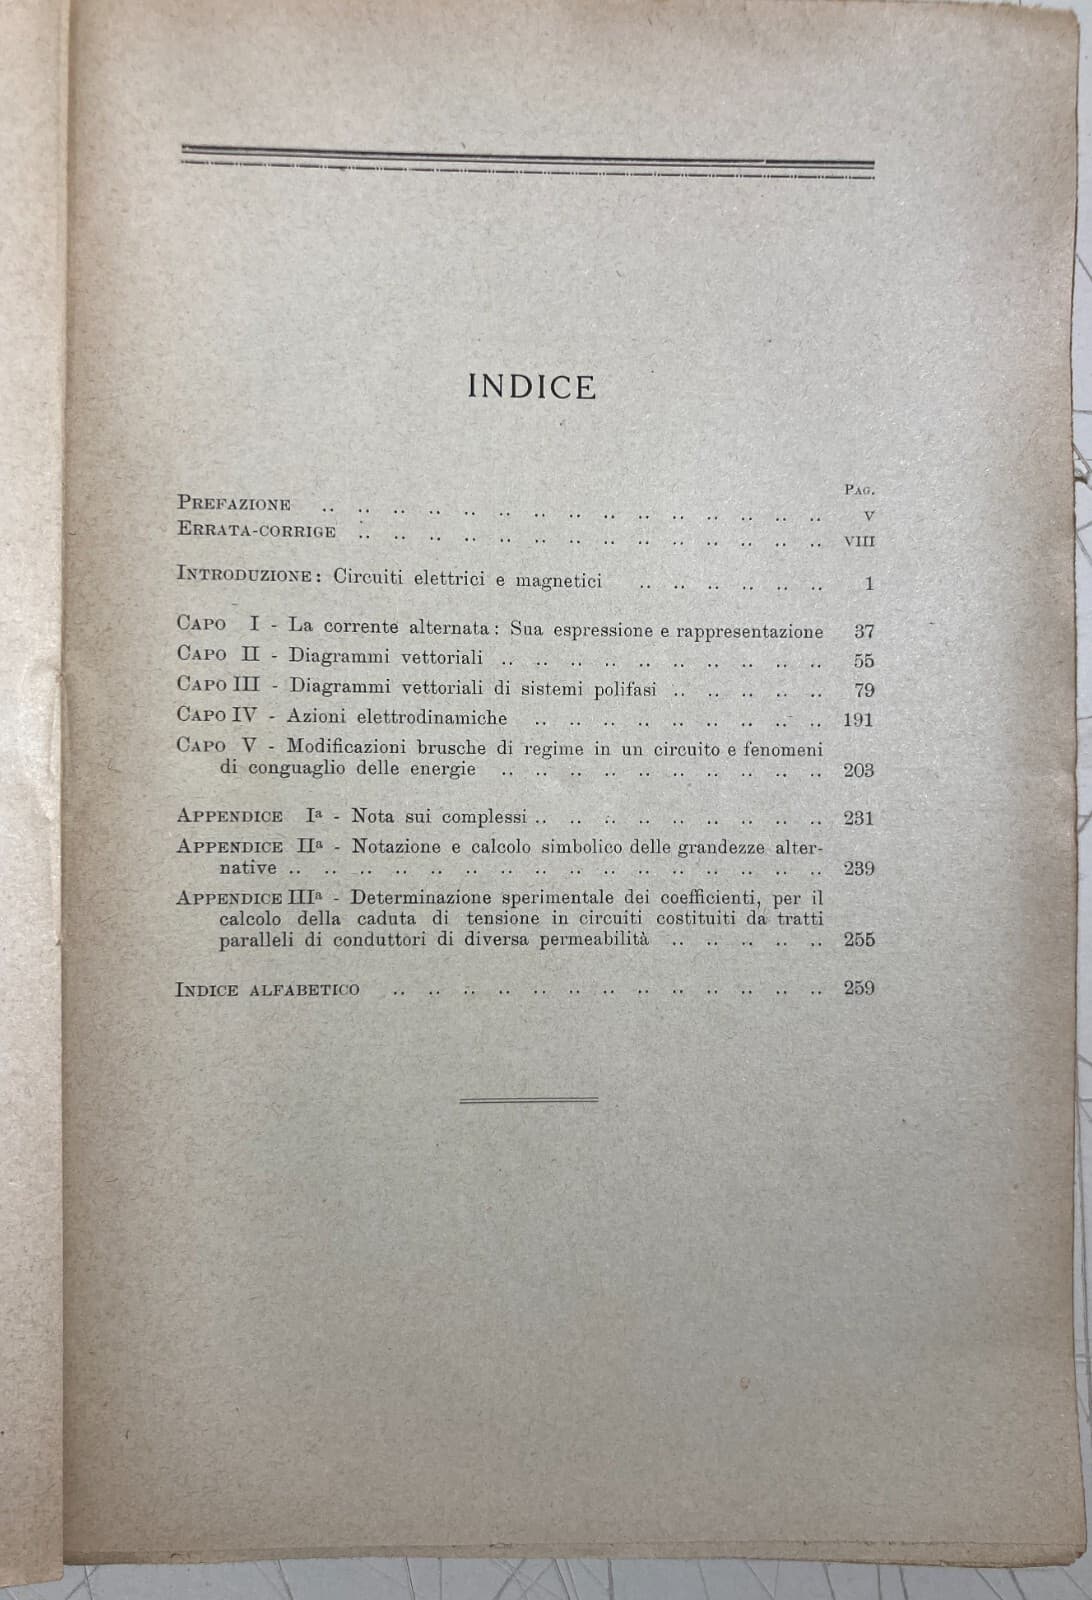 INDICE
PAG.
PREFAZIONE .. .. .. .. .. .. .. .. .. .. .. .. .. .. .. V
ERRATA-CORRIGE .. .. .. .. .. .. .. .. .. .. .. .. .. .. VIII
INTRODUZIONE: Circuiti elettrici e magnetici .. .. .. .. .. .. 1
CAPO I - La corrente alternata: Sua espressione e rappresentazione 37
CAPO II - Diagrammi vettoriali .. .. .. .. .. .. .. .. .. .. 55
CAPO III - Diagrammi vettoriali di sistemi polifasi .. .. .. .. .. 79
CAPO IV - Azioni elettrodinamiche .. .. .. .. .. .. .. .. .. 191
CAPO V - Modificazioni brusche di regime in un circuito e fenomeni
di conguaglio delle energie .. .. .. .. .. .. .. .. .. .. 203
APPENDICE Iª - Nota sui complessi .. .. .. .. .. .. .. .. .. 231
APPENDICE IIª - Notazione e calcolo simbolico delle grandezze alter-
native .. .. .. .. .. .. .. .. .. .. .. .. .. .. .. .. 239
APPENDICE IIIª - Determinazione sperimentale dei coefficienti, per il
calcolo della caduta di tensione in circuiti costituiti da tratti
paralleli di conduttori di diversa permeabilità .. .. .. .. .. 255
INDICE ALFABETICO .. .. .. .. .. .. .. .. .. .. .. .. .. 259